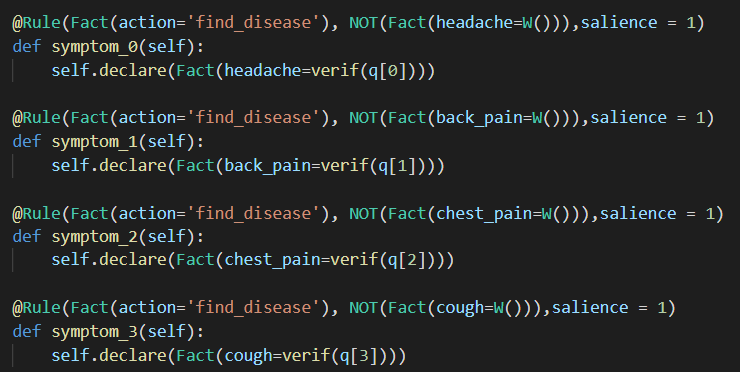 @Rule(Fact(action='find_disease'), NOT(Fact(headache=W())),salience = 1)
def symptom_0(self):
    self.declare(Fact(headache=verif(q[0])))

@Rule(Fact(action='find_disease'), NOT(Fact(back_pain=W())),salience = 1)
def symptom_1(self):
    self.declare(Fact(back_pain=verif(q[1])))

@Rule(Fact(action='find_disease'), NOT(Fact(chest_pain=W())),salience = 1)
def symptom_2(self):
    self.declare(Fact(chest_pain=verif(q[2])))

@Rule(Fact(action='find_disease'), NOT(Fact(cough=W())),salience = 1)
def symptom_3(self):
    self.declare(Fact(cough=verif(q[3])))